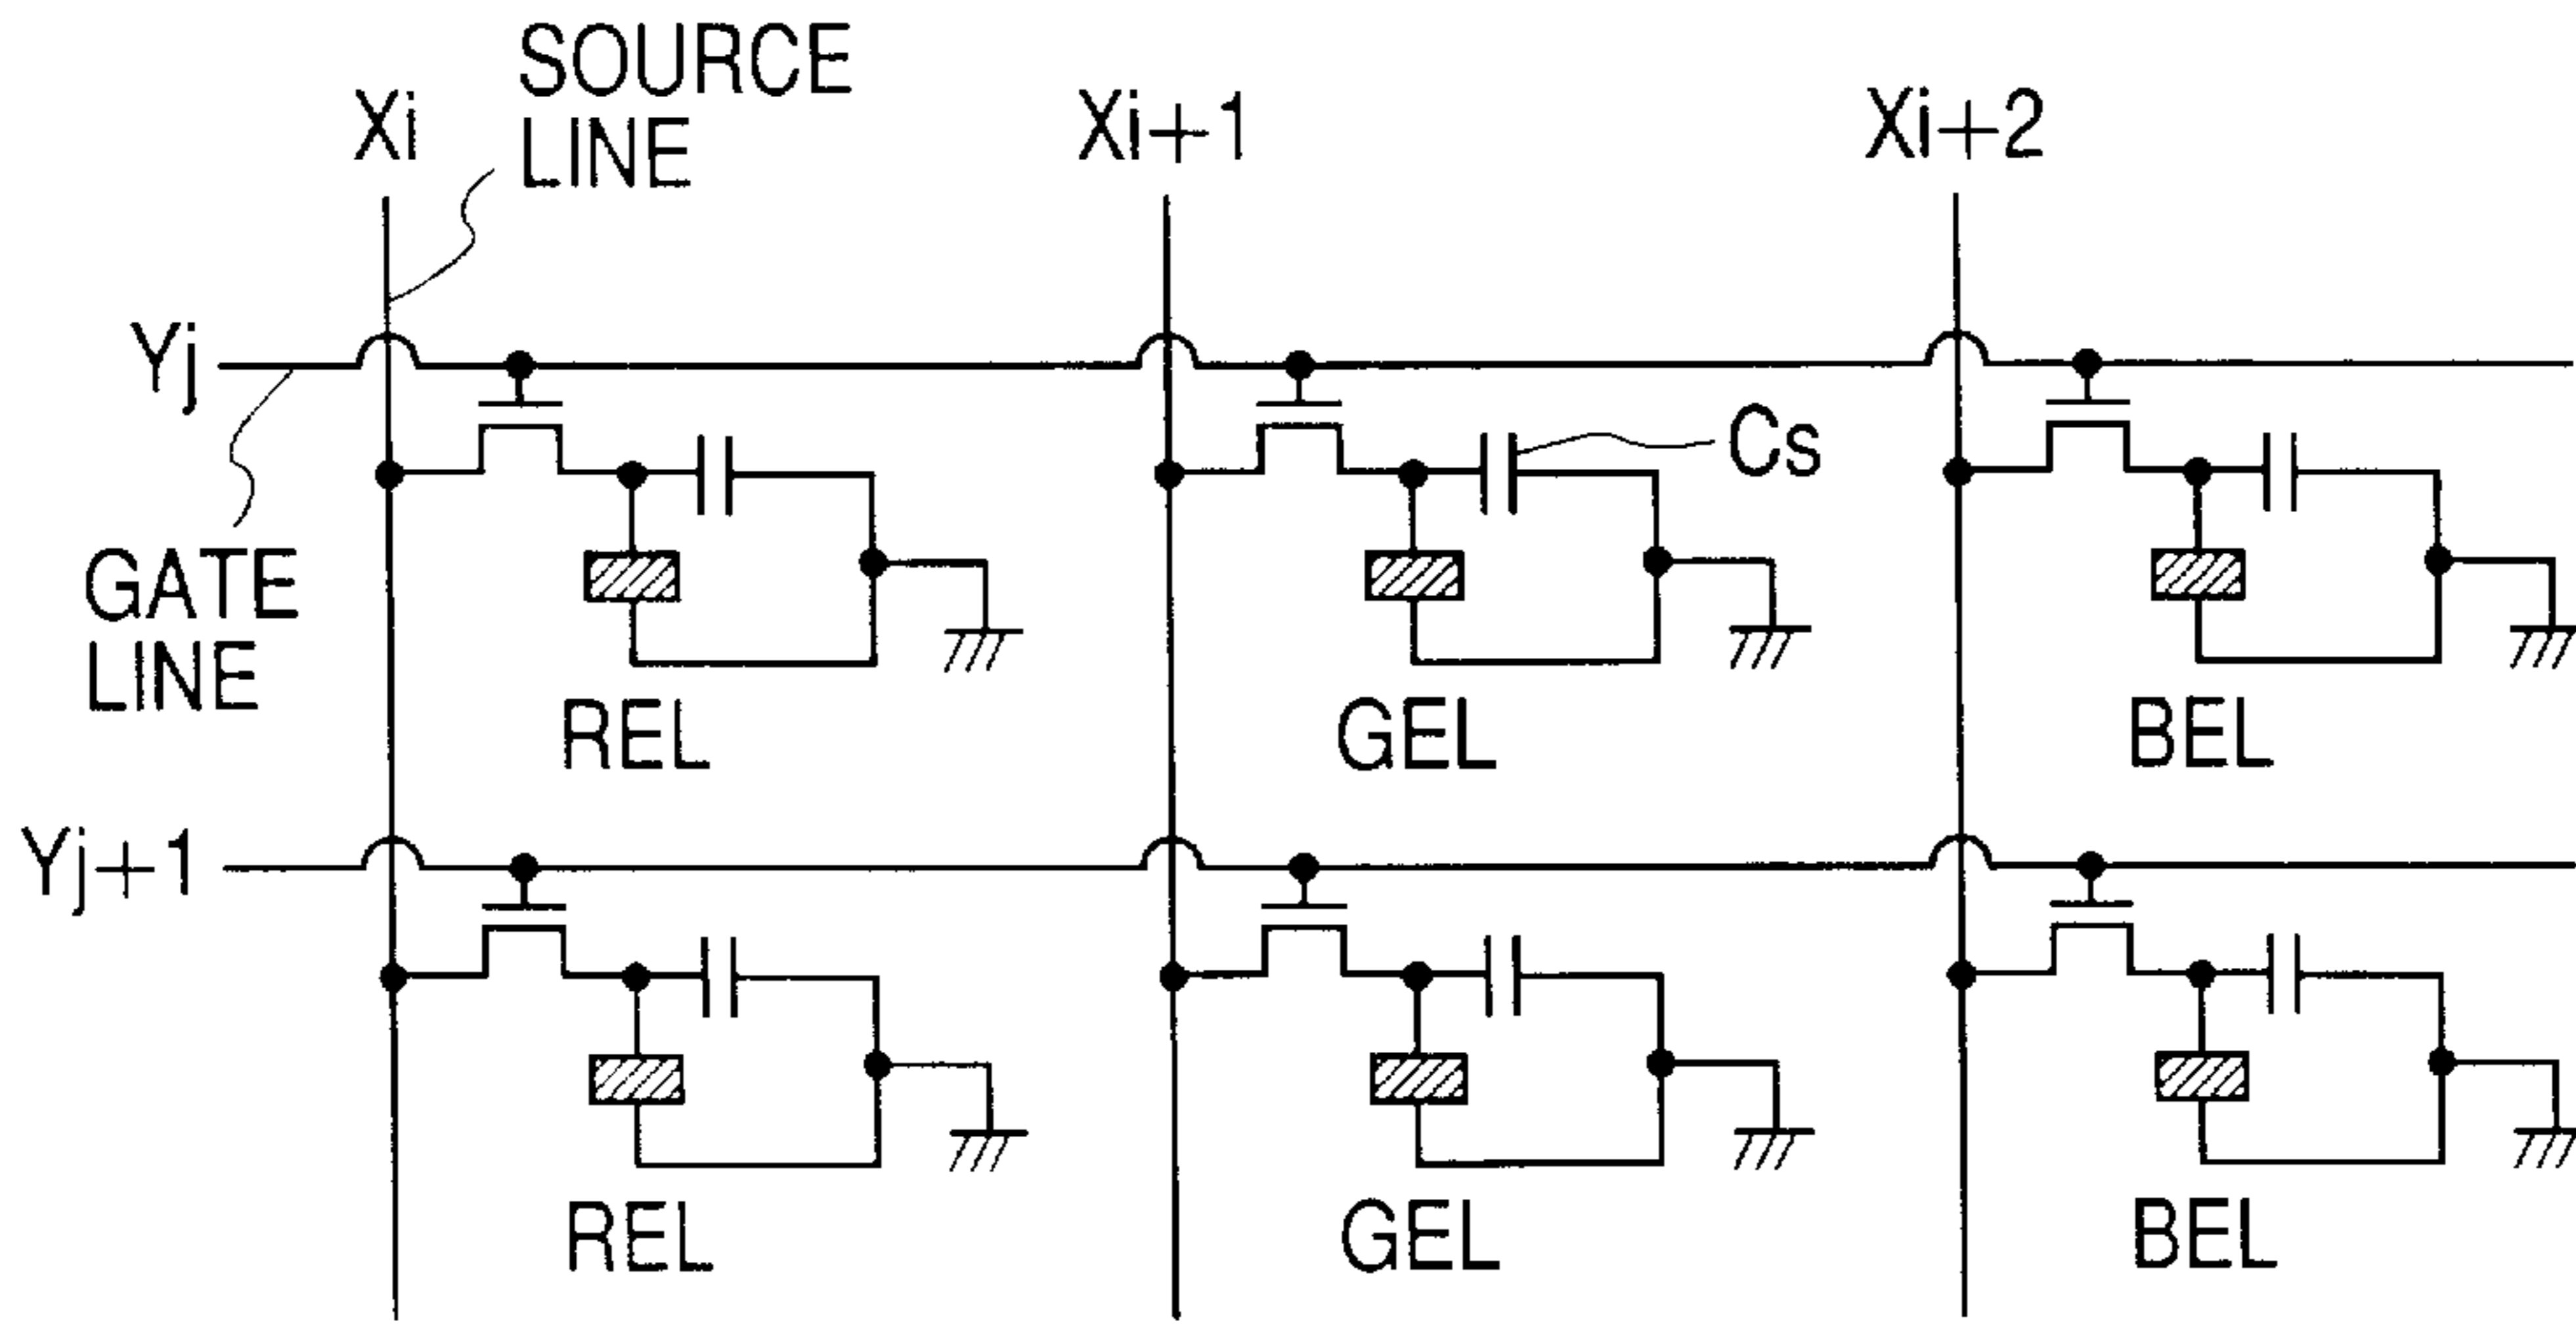 SOURCE
LINE
Xi
Xi+1
Xi+2
Yj
Cs
GATE
LINE
REL
GEL
BEL
Yj+1
REL
GEL
BEL